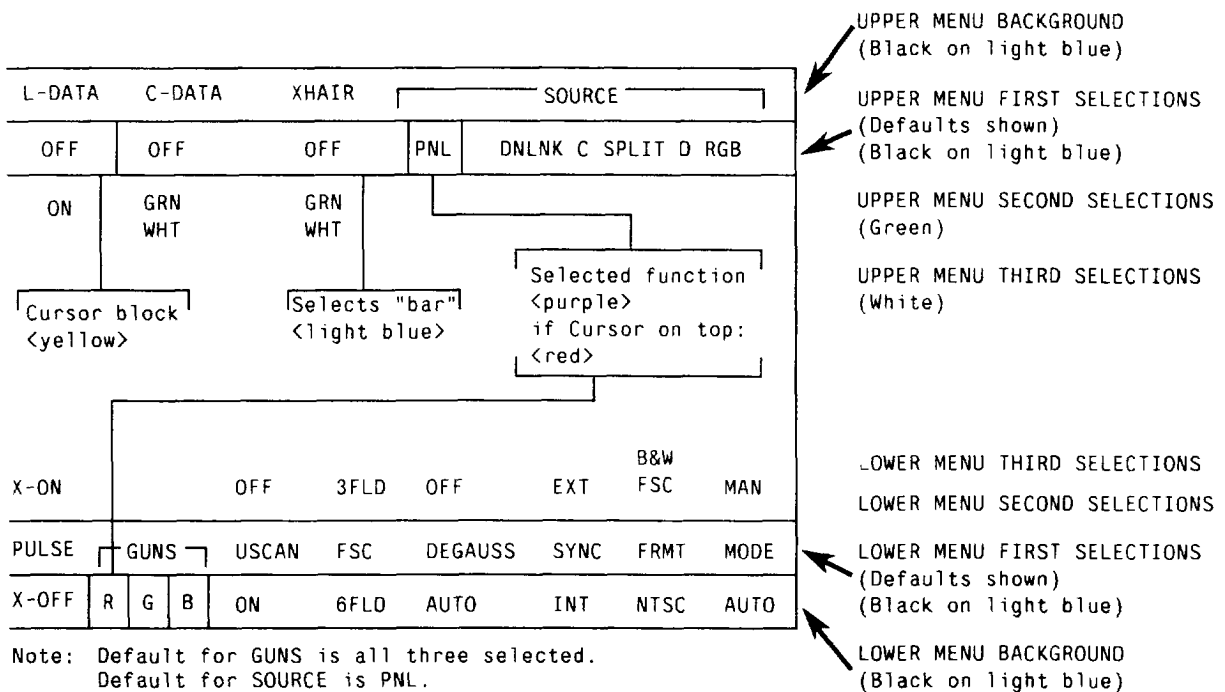 UPPER MENU BACKGROUND
(Black on light blue)
L-DATA C-DATA XHAIR SOURCE
UPPER MENU FIRST SELECTIONS
(Defaults shown)
(Black on light blue)
OFF OFF OFF PNL DNLNK C SPLIT D RGB
ON GRN GRN
WHT WHT
UPPER MENU SECOND SELECTIONS
(Green)
UPPER MENU THIRD SELECTIONS
(White)
Cursor block
<yellow>
Selects "bar"
<light blue>
Selected function
<purple>
if Cursor on top:
<red>
B&W
X-ON OFF 3FLD OFF EXT FSC MAN
LOWER MENU THIRD SELECTIONS
LOWER MENU SECOND SELECTIONS
PULSE GUNS USCAN FSC DEGAUSS SYNC FRMT MODE
LOWER MENU FIRST SELECTIONS
(Defaults shown)
(Black on light blue)
X-OFF R G B ON 6FLD AUTO INT NTSC AUTO
LOWER MENU BACKGROUND
(Black on light blue)
Note: Default for GUNS is all three selected.
Default for SOURCE is PNL.